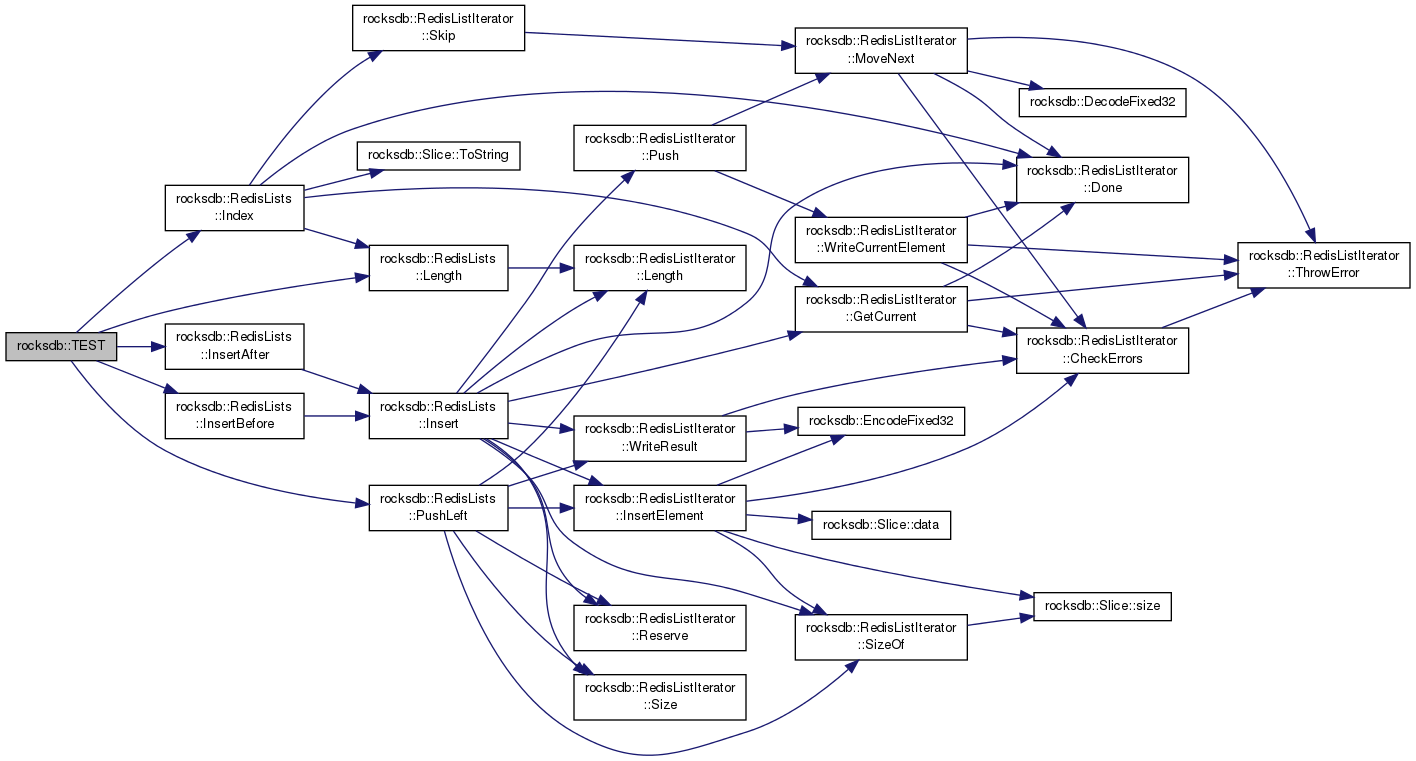 rocksdb::TEST
rocksdb::RedisLists
::Index
rocksdb::RedisLists
::InsertAfter
rocksdb::RedisLists
::InsertBefore
rocksdb::RedisListIterator
::Skip
rocksdb::Slice::ToString
rocksdb::RedisLists
::Length
rocksdb::RedisLists
::Insert
rocksdb::RedisLists
::PushLeft
rocksdb::RedisListIterator
::Push
rocksdb::RedisListIterator
::Length
rocksdb::RedisListIterator
::WriteResult
rocksdb::RedisListIterator
::InsertElement
rocksdb::RedisListIterator
::Reserve
rocksdb::RedisListIterator
::Size
rocksdb::RedisListIterator
::MoveNext
rocksdb::RedisListIterator
::WriteCurrentElement
rocksdb::RedisListIterator
::GetCurrent
rocksdb::EncodeFixed32
rocksdb::Slice::data
rocksdb::RedisListIterator
::SizeOf
rocksdb::DecodeFixed32
rocksdb::RedisListIterator
::Done
rocksdb::RedisListIterator
::CheckErrors
rocksdb::Slice::size
rocksdb::RedisListIterator
::ThrowError